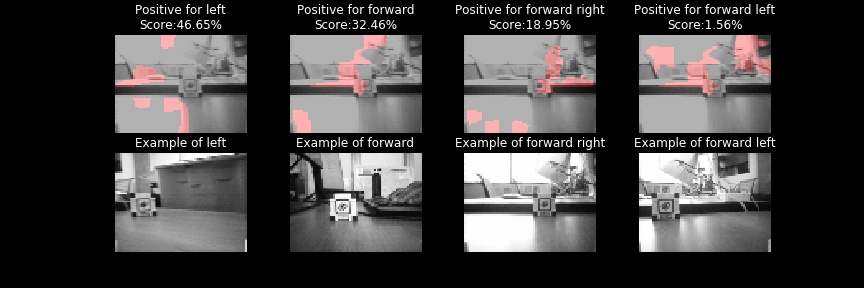 Positive for left
Score:46.65%
Positive for forward
Score:32.46%
Positive for forward right
Score:18.95%
Positive for forward left
Score:1.56%
Example of left
Example of forward
Example of forward right
Example of forward left